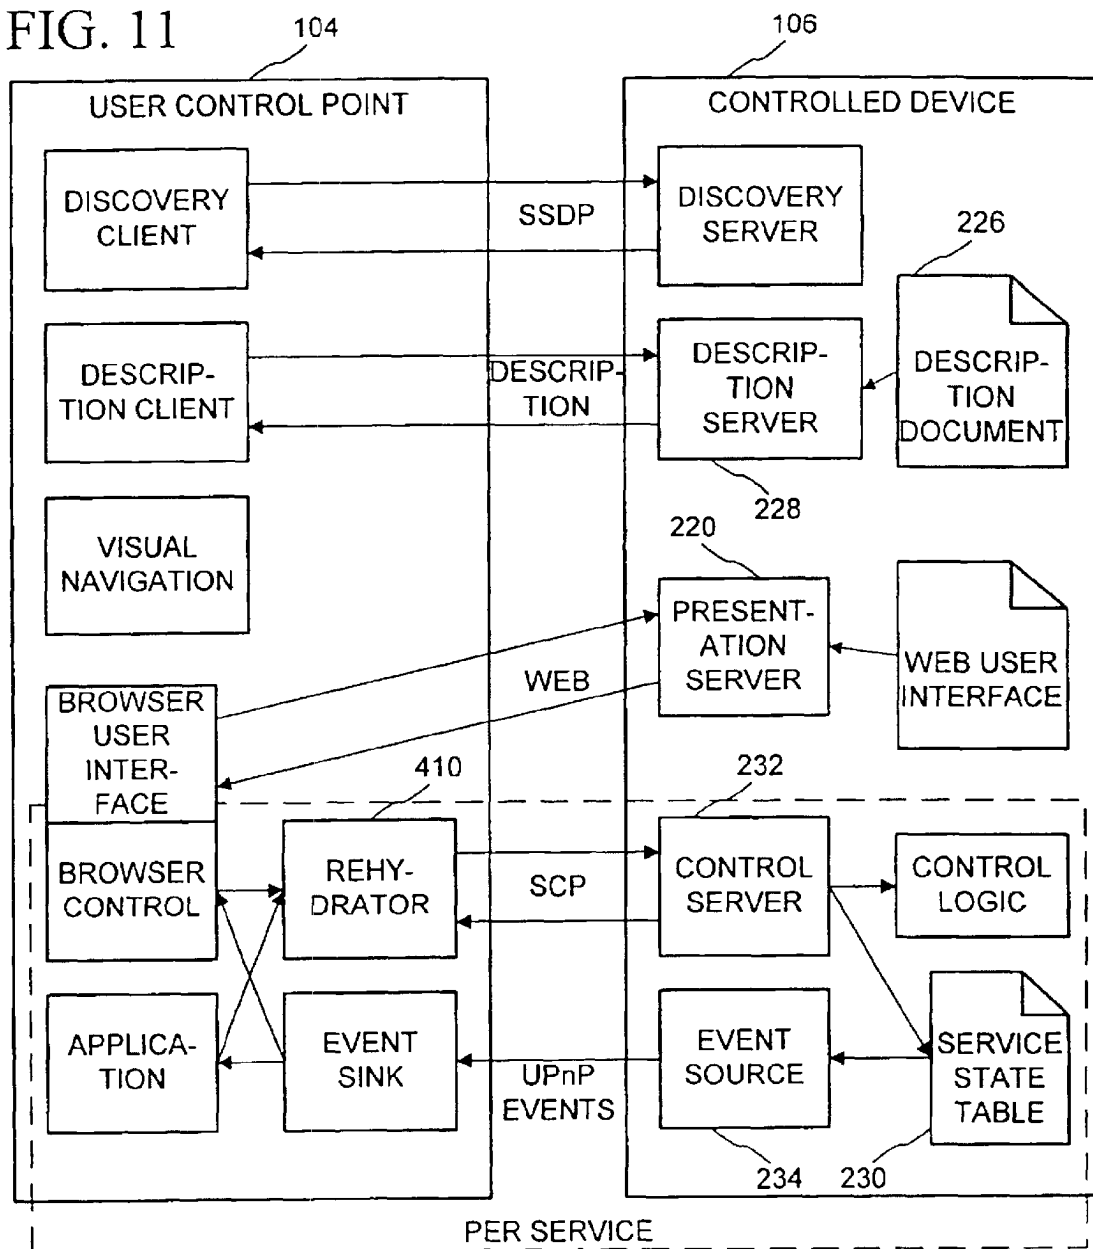 FIG. 11
104
106
USER CONTROL POINT
CONTROLLED DEVICE
DISCOVERY
CLIENT
SSDP
DISCOVERY
SERVER
226
DESCRIP-
TION CLIENT
DESCRIP-
TION
DESCRIP-
TION
SERVER
DESCRIP-
TION
DOCUMENT
228
VISUAL
NAVIGATION
220
PRESENT-
ATION
SERVER
WEB USER
INTERFACE
WEB
BROWSER
USER
INTER-
FACE
410
232
BROWSER
CONTROL
REHY-
DRATOR
SCP
CONTROL
SERVER
CONTROL
LOGIC
APPLICA-
TION
EVENT
SINK
UPnP
EVENTS
EVENT
SOURCE
SERVICE
STATE
TABLE
234
230
PER SERVICE